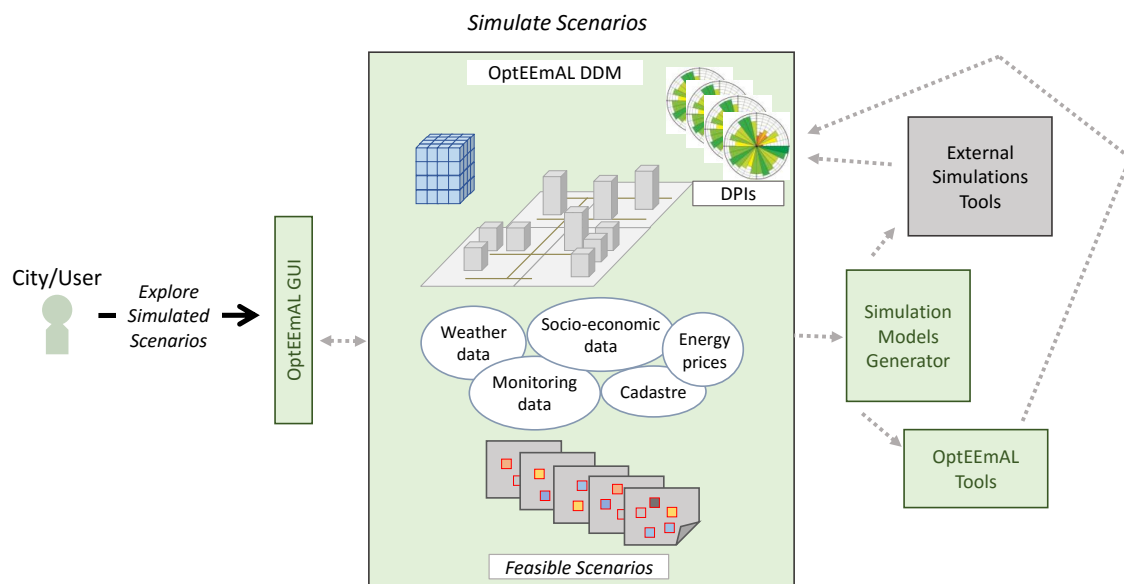 Simulate Scenarios
OptEEmAL DDM
DPIs
External
Simulations
Tools
City/User
Explore
Simulated
Scenarios
OptEEmAL GUI
Weather
data
Socio-economic
data
Energy
prices
Monitoring
data
Cadastre
Simulation
Models
Generator
OptEEmAL
Tools
Feasible Scenarios